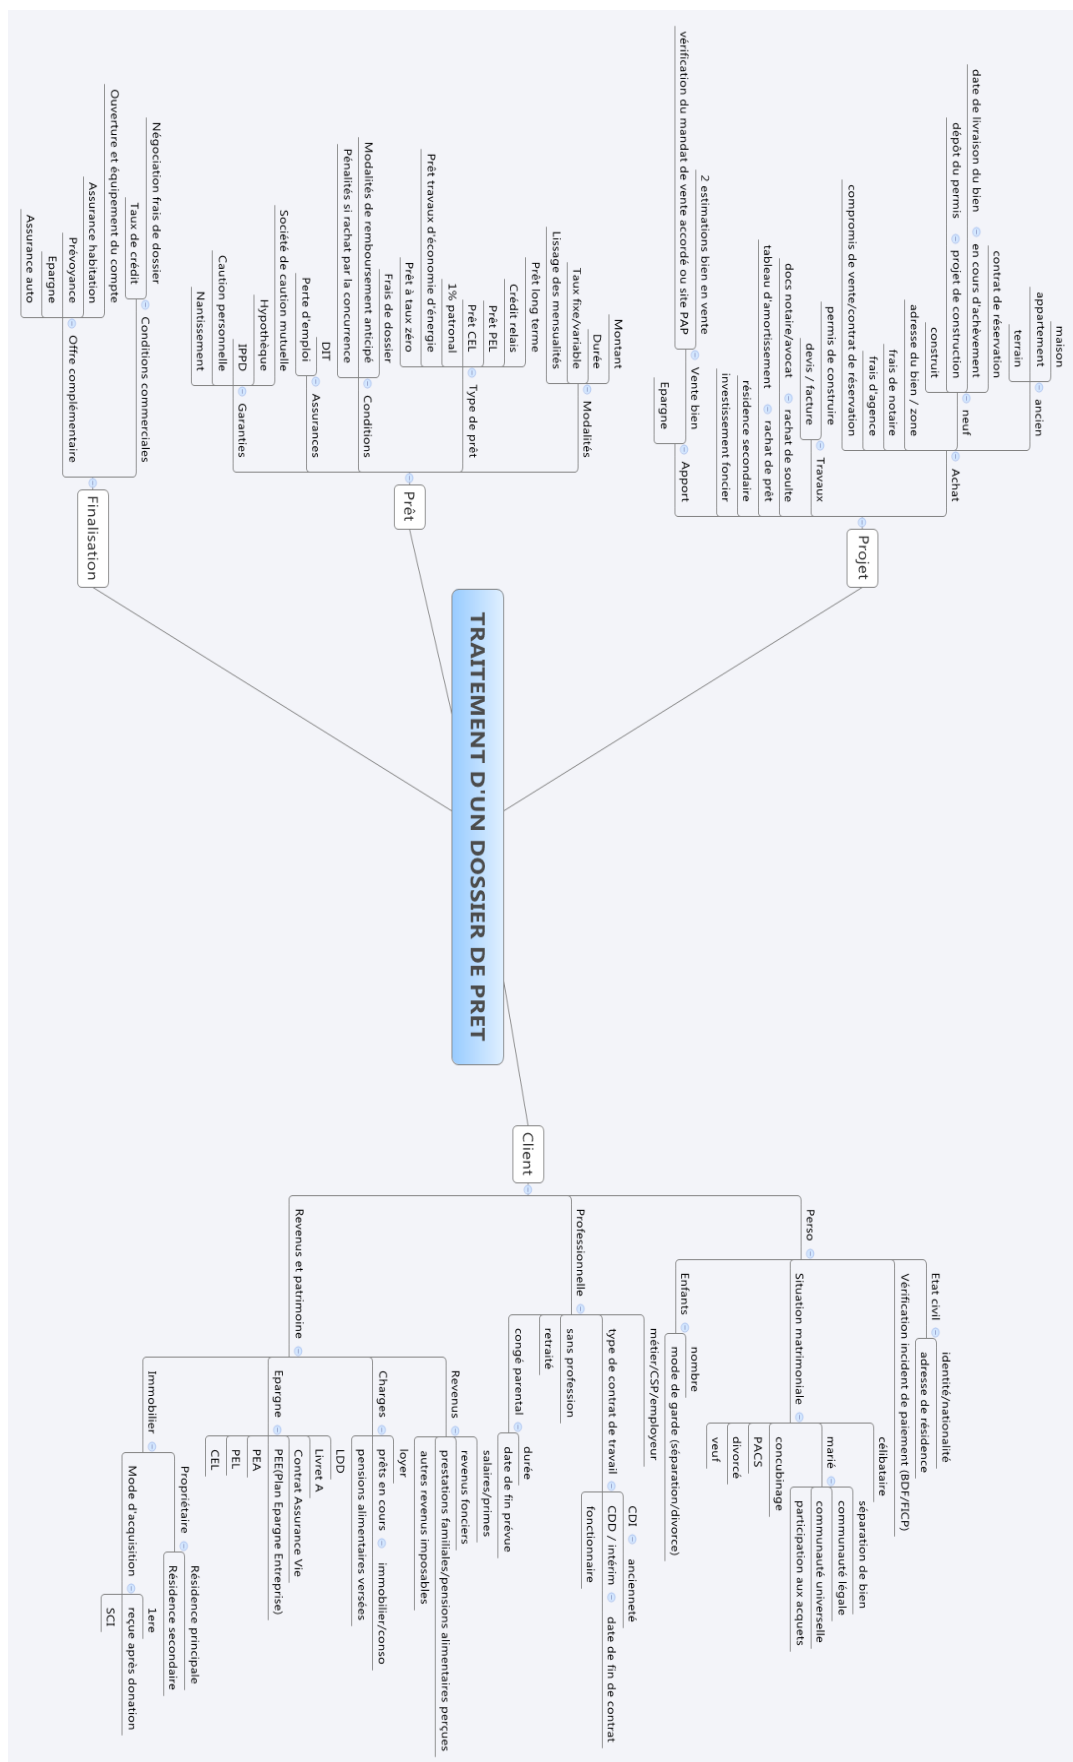 TRAITEMENT D'UN DOSSIER DE PRET
Projet
Achat
ancien
maison
appartement
terrain
neuf
contrat de réservation
en cours d'achèvement
date de livraison du bien
projet de construction
dépôt du permis
construit
adresse du bien / zone
frais de notaire
frais d'agence
compromis de vente/contrat de réservation
Travaux
permis de construire
devis / facture
rachat de soulte
docs notaire/avocat
rachat de prêt
tableau d'amortissement
résidence secondaire
investissement foncier
Apport
Vente bien
2 estimations bien en vente
vérification du mandat de vente accordé ou site PAP
Epargne
Prêt
Modalités
Montant
Durée
Taux fixe/variable
Lissage des mensualités
Type de prêt
Prêt long terme
Crédit relais
Prêt PEL
Prêt CEL
1% patronal
Prêt travaux d'économie d'énergie
Prêt à taux zéro
Conditions
Frais de dossier
Modalités de remboursement anticipé
Pénalités si rachat par la concurrence
Assurances
DIT
Perte d'emploi
Garanties
Société de caution mutuelle
Hypothèque
IPPD
Caution personnelle
Nantissement
Finalisation
Conditions commerciales
Négociation frais de dossier
Taux de crédit
Offre complémentaire
Ouverture et équipement du compte
Assurance habitation
Prévoyance
Epargne
Assurance auto
Client
Perso
Etat civil
identité/nationalité
adresse de résidence
Vérification incident de paiement (BDF/FICP)
Situation matrimoniale
célibataire
marié
séparation de bien
communauté légale
communauté universelle
participation aux acquets
concubinage
PACS
divorcé
veuf
Enfants
nombre
mode de garde (séparation/divorce)
Professionnelle
métier/CSP/employeur
type de contrat de travail
CDI
ancienneté
CDD / intérim
date de fin de contrat
fonctionnaire
sans profession
retraité
congé parental
durée
date de fin prévue
Revenus et patrimoine
Revenus
salaires/primes
revenus fonciers
prestations familiales/pensions alimentaires perçues
autres revenus imposables
Charges
loyer
prêts en cours
immobilier/conso
pensions alimentaires versées
Epargne
LDD
Livret A
Contrat Assurance Vie
PEE(Plan Epargne Entreprise)
PEA
PEL
CEL
Immobilier
Propriétaire
Résidence principale
Résidence secondaire
Mode d'acquisition
1ere
reçue après donation
SCI